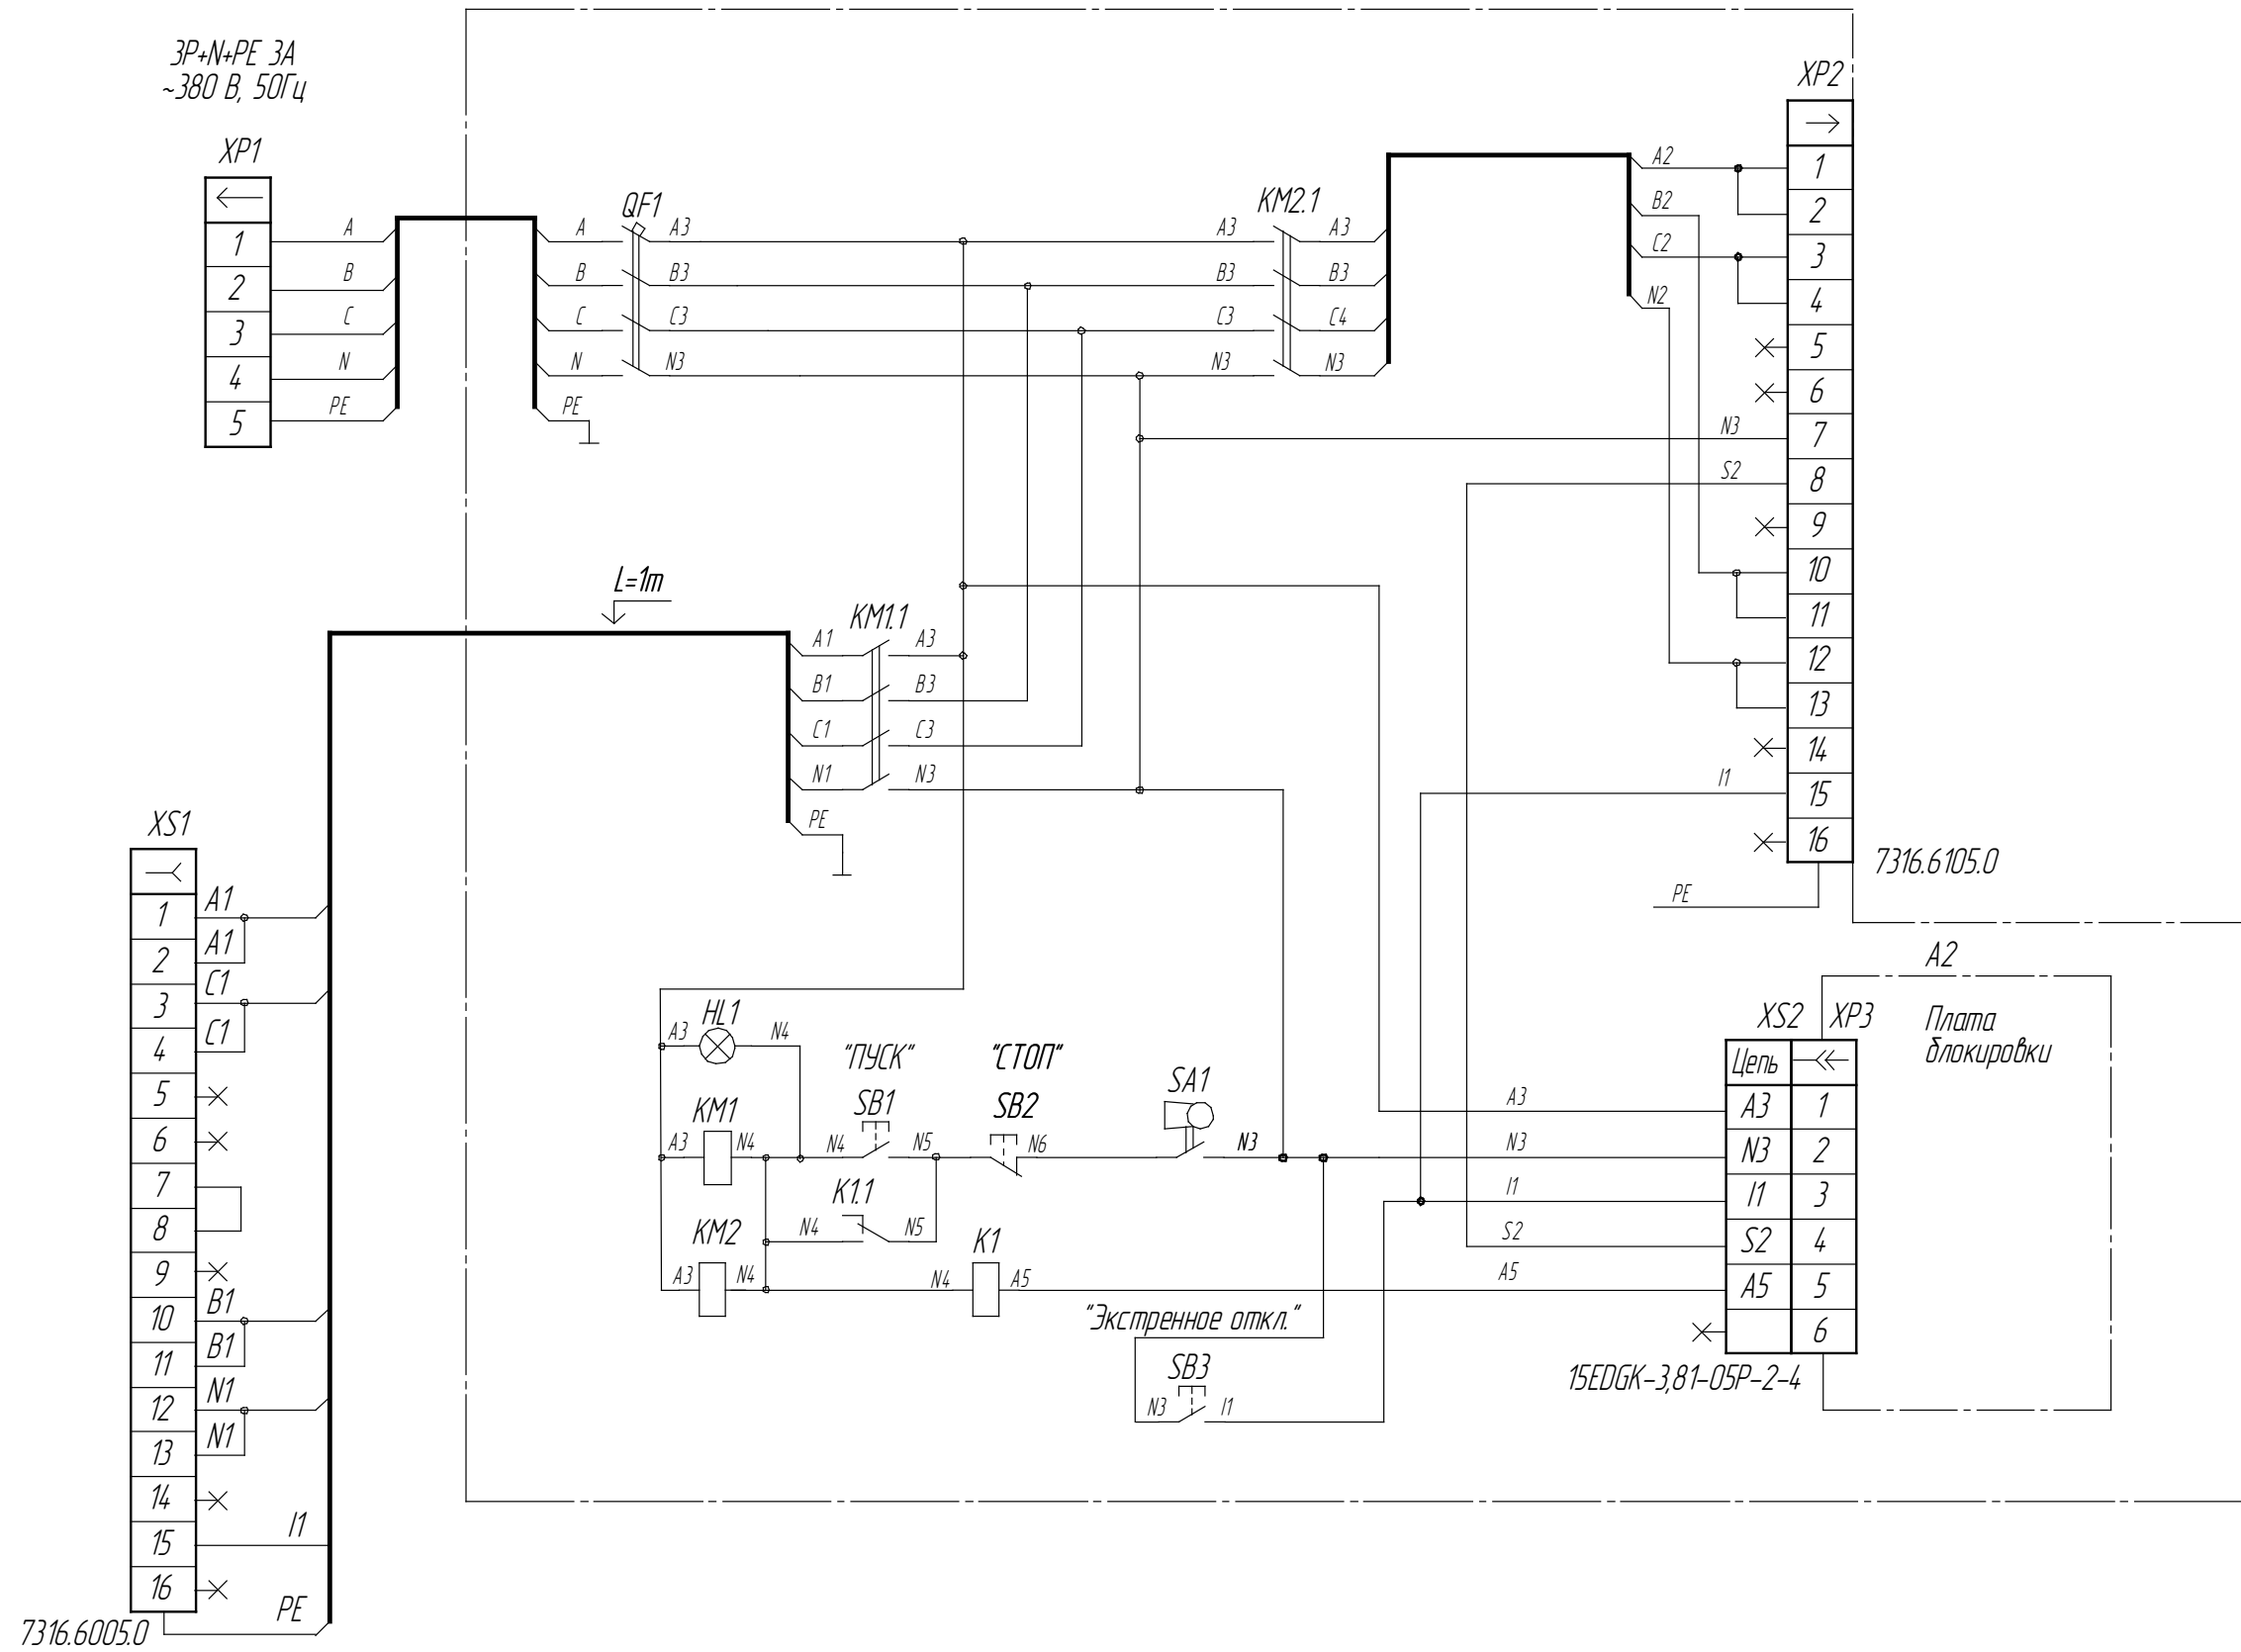 3P+N+PE 3A
~380 В, 50Гц
XP1
1
2
3
4
5
A
B
C
N
PE
A
B
C
N
PE
QF1
A3
B3
C3
N3
A3
B3
C3
N3
KM2.1
A3
B3
C4
N3
XP2
A2
B2
C2
N2
N3
S2
I1
PE
1
2
3
4
5
6
7
8
9
10
11
12
13
14
15
16
7316.6105.0
L=1m
KM1.1
A1
B1
C1
N1
PE
A3
B3
C3
N3
XS1
1
2
3
4
5
6
7
8
9
10
11
12
13
14
15
16
A1
A1
C1
C1
B1
B1
N1
N1
I1
PE
7316.6005.0
A3
HL1
N4
"ПУСК"
"СТОП"
A3
KM1
N4
N4
SB1
N5
SB2
N6
SA1
N3
N4
K1.1
N5
A3
KM2
N4
N4
K1
A5
"Экстренное откл."
N3
SB3
I1
A3
N3
I1
S2
A5
A2
XS2
XP3
Плата
блокировки
Цепь
A3 1
N3 2
I1 3
S2 4
A5 5
6
15EDGK-3,81-05P-2-4